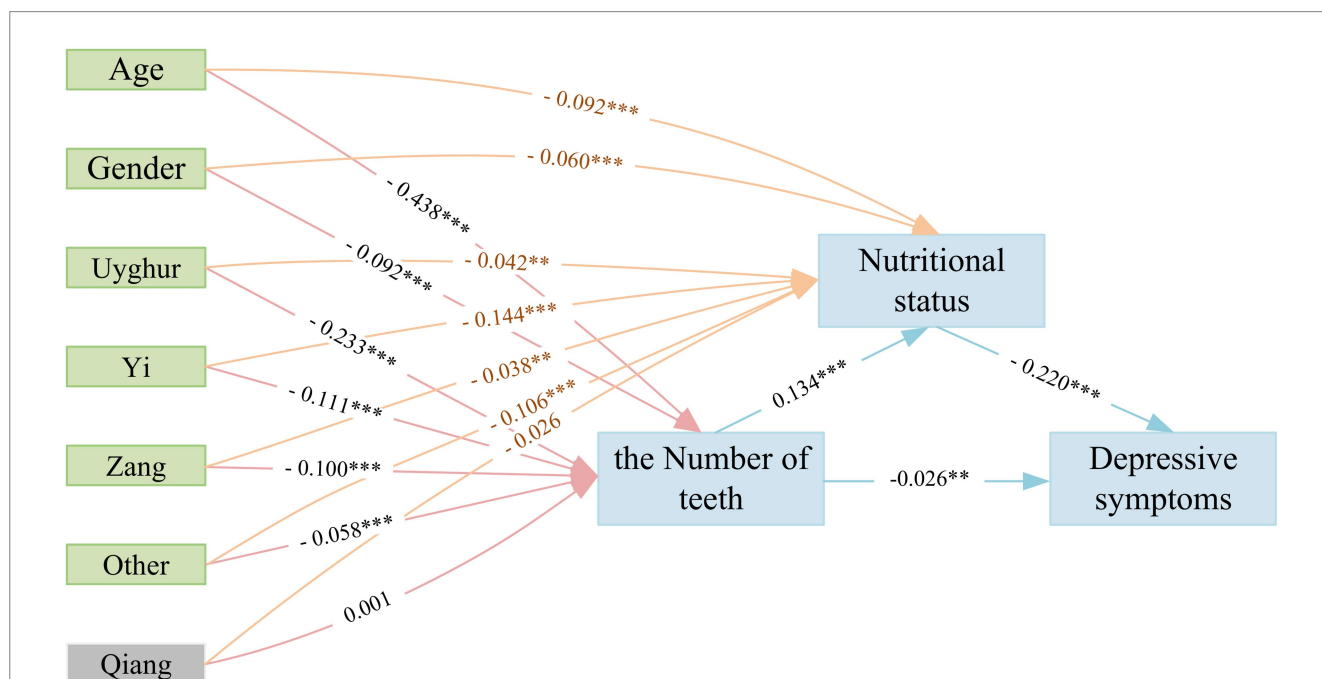 Age
- 0.092***
Gender
- 0.060***
- 0.438***
Uyghur
- 0.042**
- 0.092***
Nutritional
status
- 0.144***
- 0.233***
Yi
- 0.038**
- 0.111***
0.134***
- 0.220***
- 0.106***
- 0.026
Zang
- 0.100***
the Number of
teeth
-0.026**
Depressive
symptoms
- 0.058***
Other
0.001
Qiang